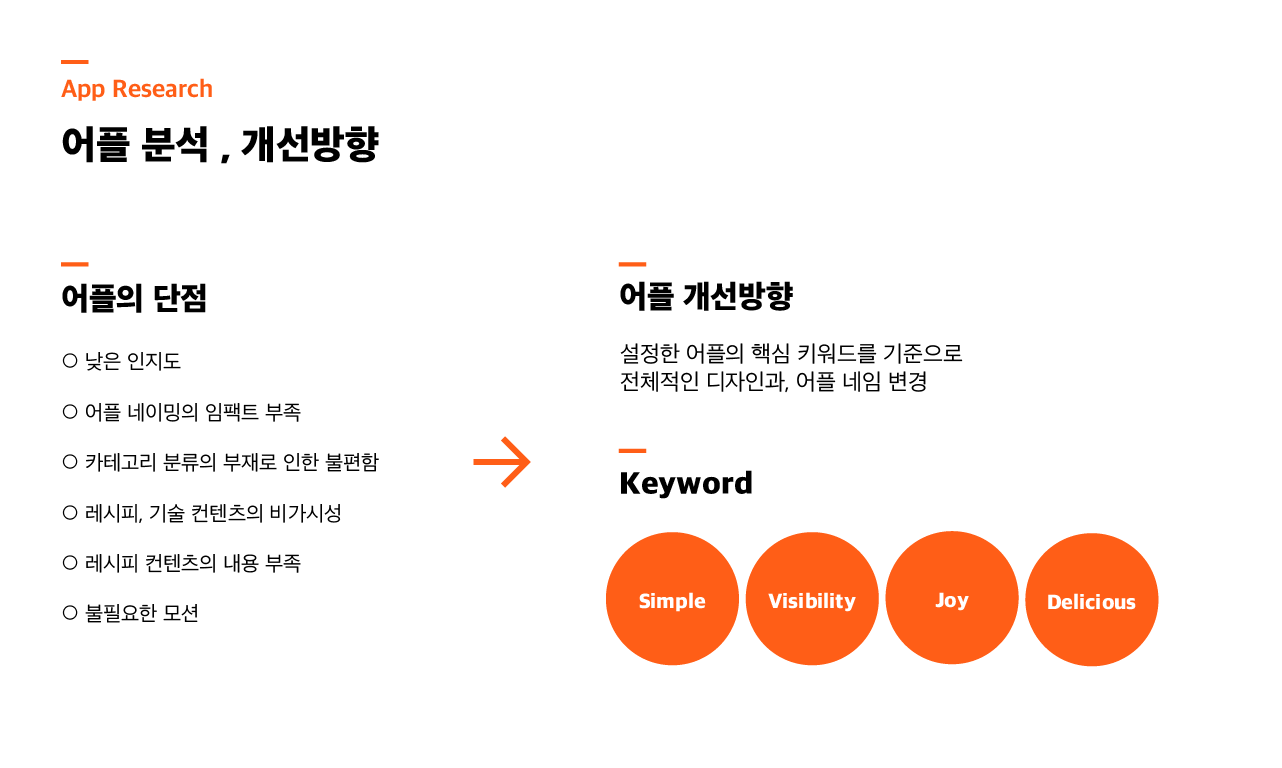 App Research
어플 분석 , 개선방향
어플의 단점
○ 낮은 인지도
○ 어플 네이밍의 임팩트 부족
○ 카테고리 분류의 부재로 인한 불편함
○ 레시피, 기술 컨텐츠의 비가시성
○ 레시피 컨텐츠의 내용 부족
○ 불필요한 모션
어플 개선방향
설정한 어플의 핵심 키워드를 기준으로
전체적인 디자인과, 어플 네임 변경
Keyword
Simple
Visibility
Joy
Delicious